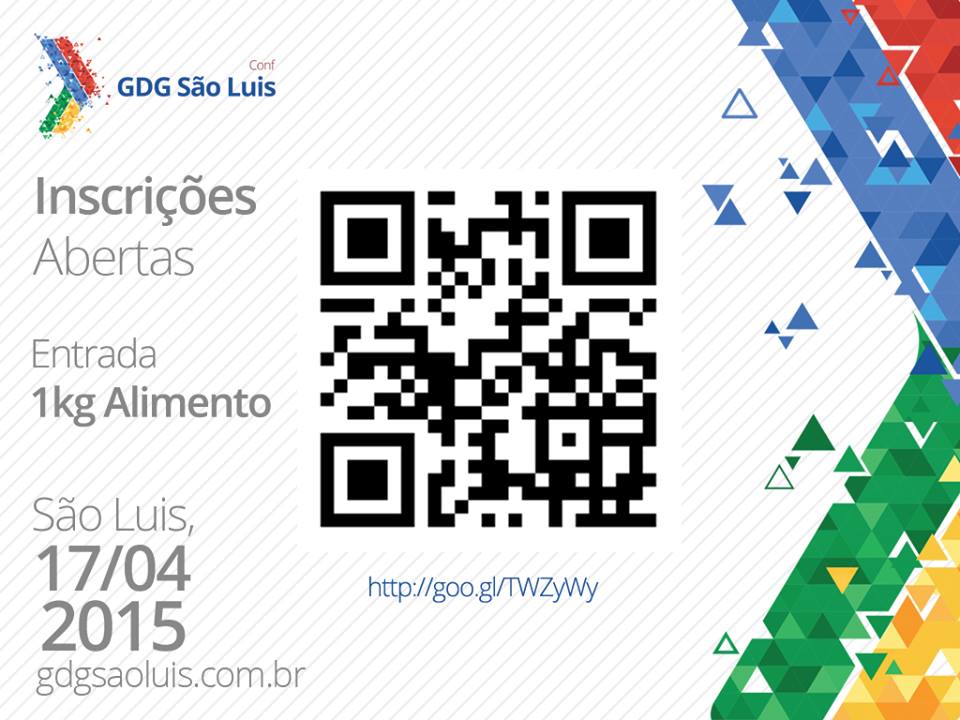 Conf
GDG São Luis
Inscrições
Abertas
Entrada
1kg Alimento
São Luis,
17/04
2015
gdgsaoluis.com.br
http://goo.gl/TWZyWy